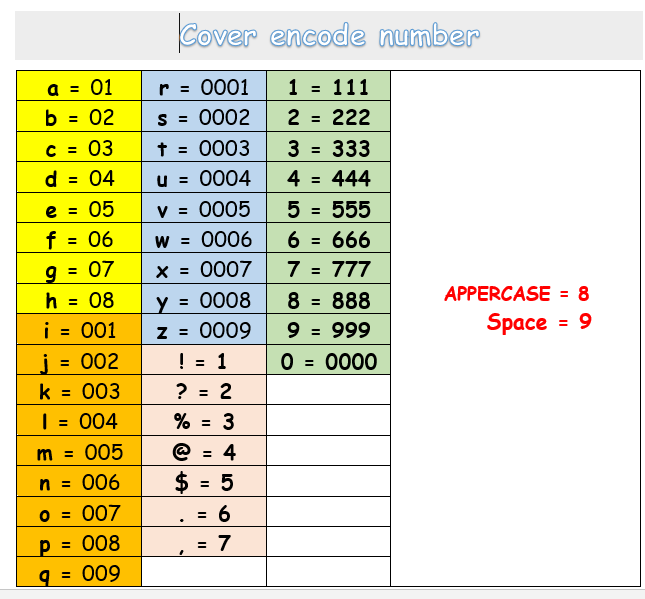 Cover encode number
a = 01 r = 0001 1 = 111
b = 02 s = 0002 2 = 222
c = 03 t = 0003 3 = 333
d = 04 u = 0004 4 = 444
e = 05 v = 0005 5 = 555
f = 06 w = 0006 6 = 666
g = 07 x = 0007 7 = 777
h = 08 y = 0008 8 = 888
i = 001 z = 0009 9 = 999
j = 002 ! = 1 0 = 0000
k = 003 ? = 2
l = 004 % = 3
m = 005 @ = 4
n = 006 $ = 5
o = 007 . = 6
p = 008 , = 7
q = 009
APPERCASE = 8
Space = 9